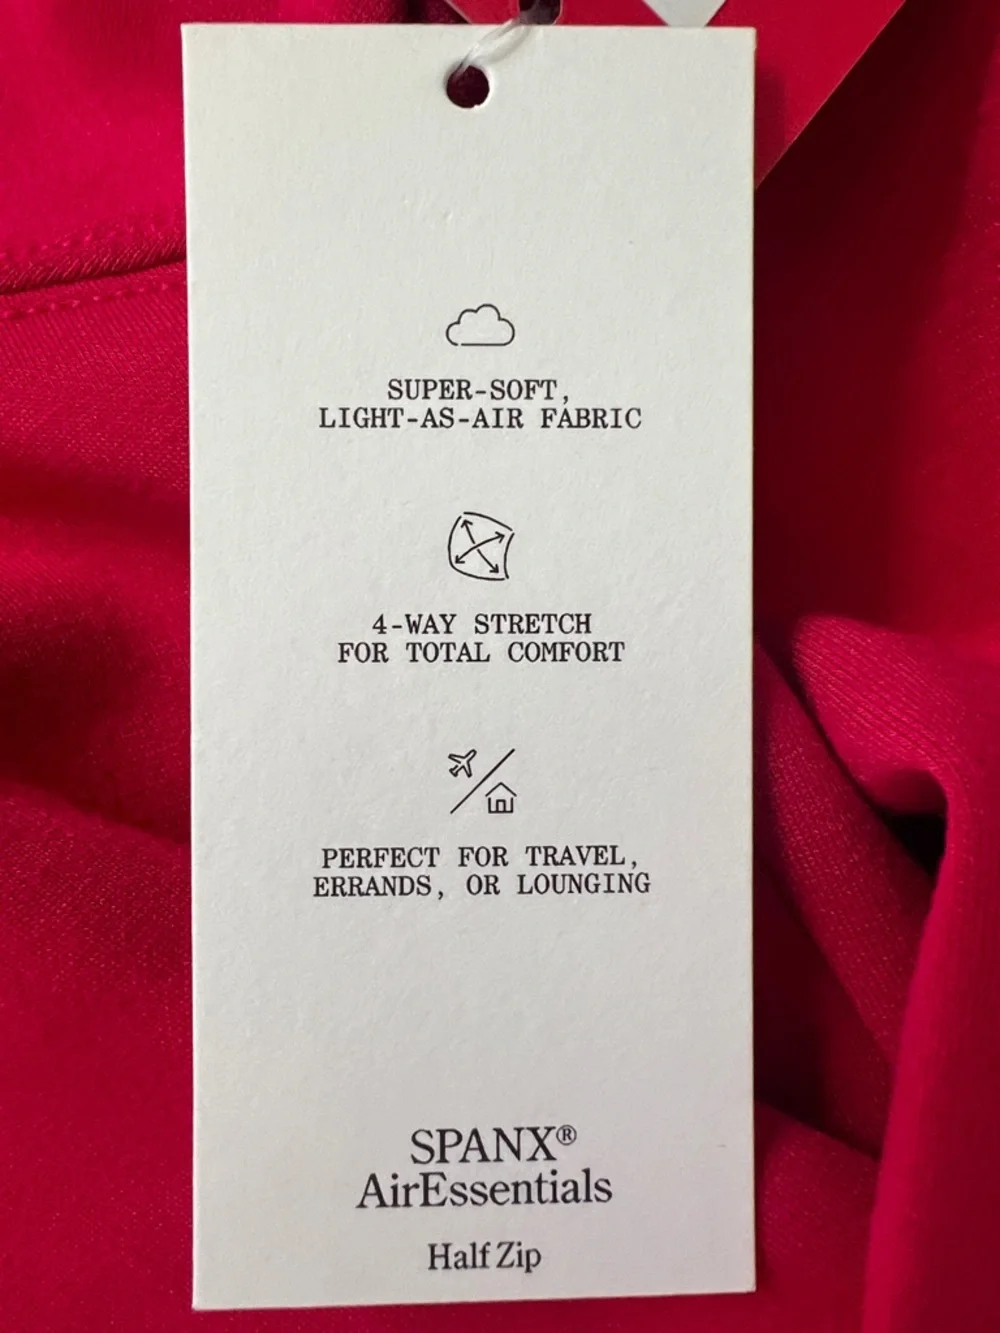 SUPER-SOFT,
LIGHT-AS-AIR FABRIC
4-WAY STRETCH
FOR TOTAL COMFORT
PERFECT FOR TRAVEL,
ERRANDS, OR LOUNGING
SPANX®
AirEssentials
Half Zip